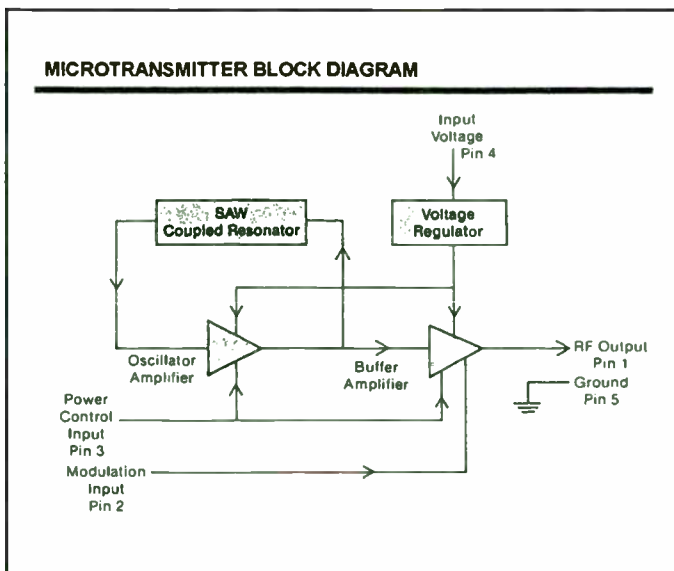 MICROTRANSMITTER BLOCK DIAGRAM
Input
Voltage
Pin 4
SAW
Coupled Resonator
Voltage
Regulator
Oscillator
Amplifier
Buffer
Amplifier
RF Output
Pin 1
Ground
Pin 5
Power
Control
Input
Pin 3
Modulation
Input
Pin 2